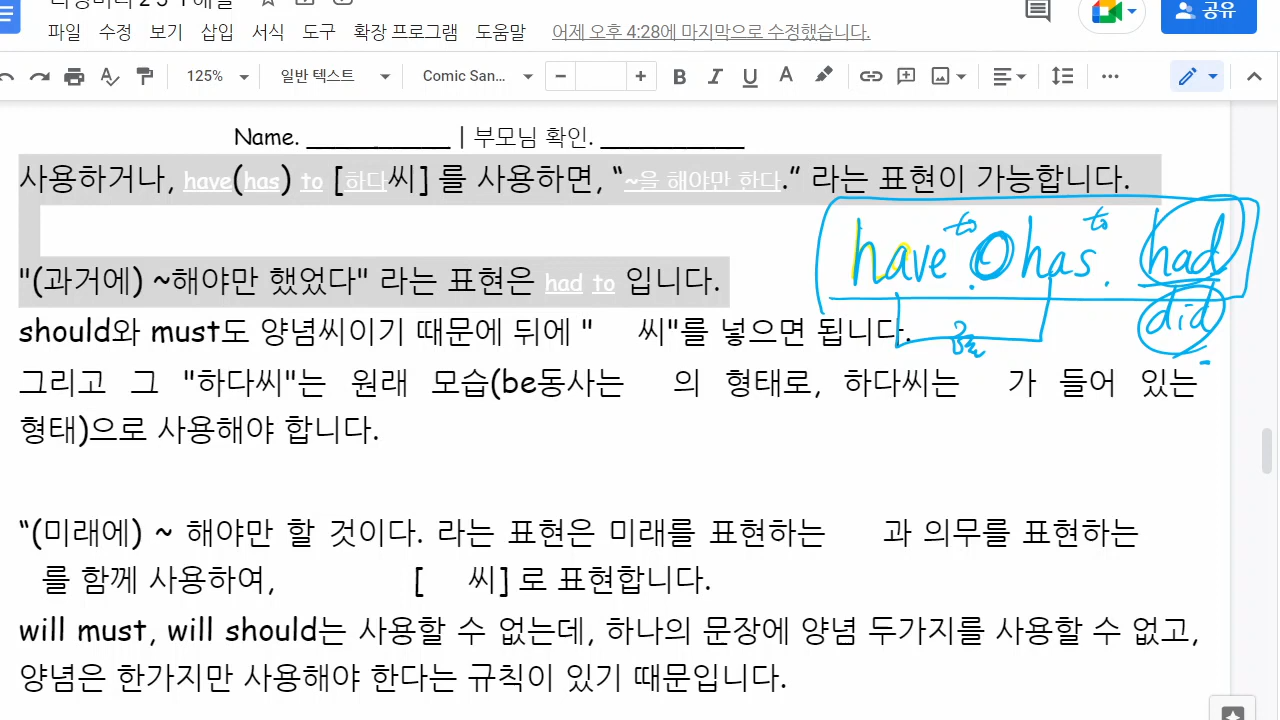 파일 수정 보기 삽입 서식 도구 확장 프로그램 도움말 어제 오후 4:28에 마지막으로 수정했습니다.
공유
125% 일반 텍스트 Comic San... B I U A
Name. ____________ | 부모님 확인. ____________
사용하거나, have(has) to [하다씨] 를 사용하면, “~을 해야만 한다.” 라는 표현이 가능합니다.
to to
have has. had
"(과거에) ~해야만 했었다" 라는 표현은 had to 입니다.
did
should와 must도 양념씨이기 때문에 뒤에 " 씨"를 넣으면 됩니다.
그리고 그 "하다씨"는 원래 모습(be동사는 의 형태로, 하다씨는 가 들어 있는
형태)으로 사용해야 합니다.
“(미래에) ~ 해야만 할 것이다. 라는 표현은 미래를 표현하는 과 의무를 표현하는
를 함께 사용하여, [ 씨] 로 표현합니다.
will must, will should는 사용할 수 없는데, 하나의 문장에 양념 두가지를 사용할 수 없고,
양념은 한가지만 사용해야 한다는 규칙이 있기 때문입니다.